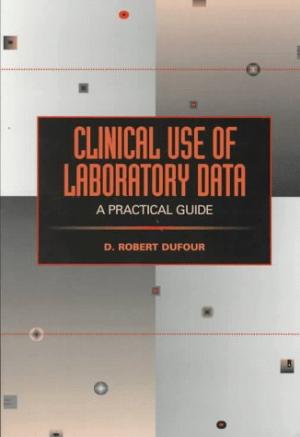 CLINICAL USE OF
LABORATORY DATA
A PRACTICAL GUIDE
D. ROBERT DUFOUR